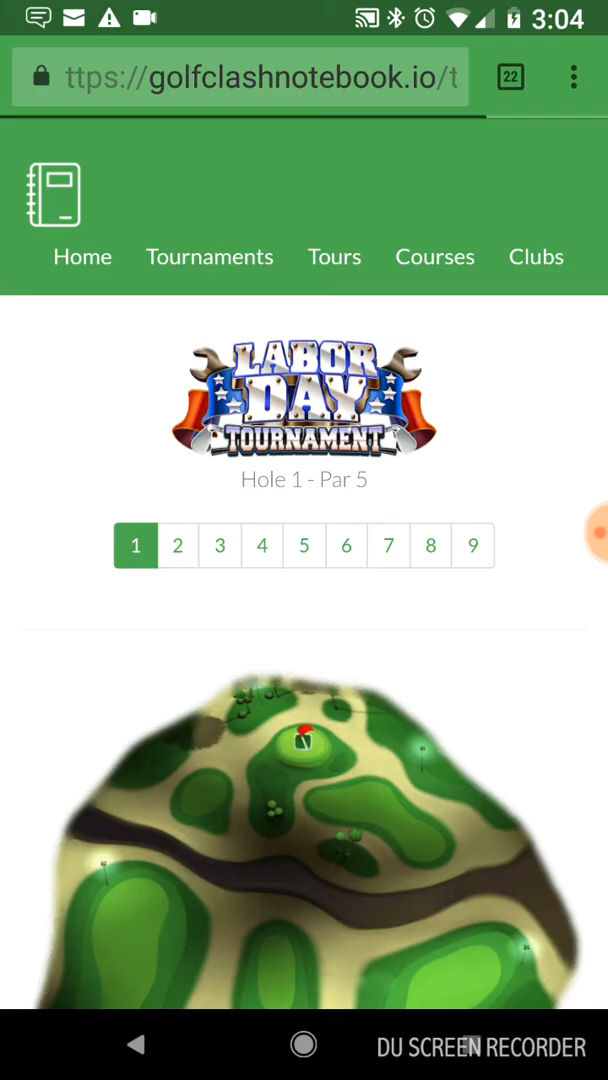 3:04
ttps://golfclashnotebook.io/t
22
Home Tournaments Tours Courses Clubs
LABOR
DAY
TOURNAMENT
Hole 1 - Par 5
1 2 3 4 5 6 7 8 9
DU SCREEN RECORDER